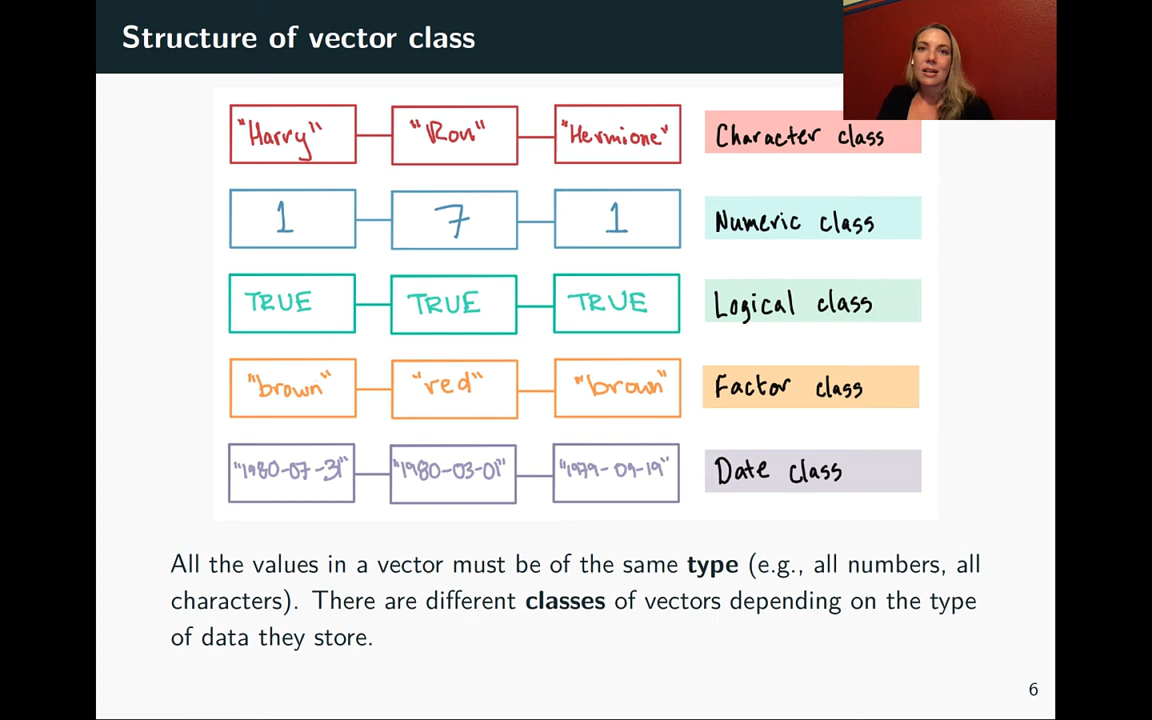 Structure of vector class
"Harry" "Ron" "Hermione" Character class
1 7 1 Numeric class
TRUE TRUE TRUE Logical class
"brown" "red" "brown" Factor class
"1980-07-31" "1980-03-01" "1979-09-19" Date class
All the values in a vector must be of the same type (e.g., all numbers, all
characters). There are different classes of vectors depending on the type
of data they store.
6